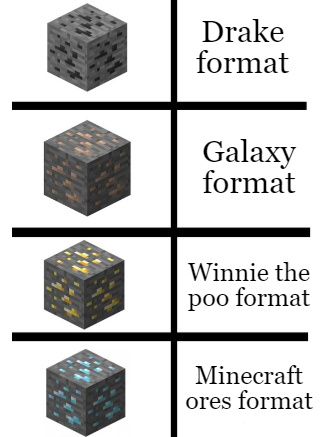 Drake
format
Galaxy
format
Winnie the
poo format
Minecraft
ores format